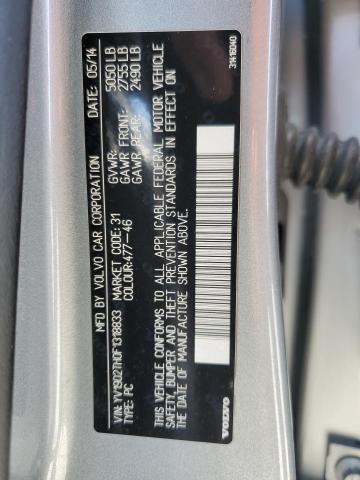 MFD BY VOLVO CAR CORPORATION DATE: 05/14
GVWR: 5050 LB
GAWR FRONT: 2755 LB
GAWR REAR: 2490 LB
VIN: YV1902TH0F1318833 MARKET CODE: 31
TYPE: PC COLOUR: 477-46
THIS VEHICLE CONFORMS TO ALL APPLICABLE FEDERAL MOTOR VEHICLE
SAFETY, BUMPER AND THEFT PREVENTION STANDARDS IN EFFECT ON
THE DATE OF MANUFACTURE SHOWN ABOVE.
VOLVO 31416040